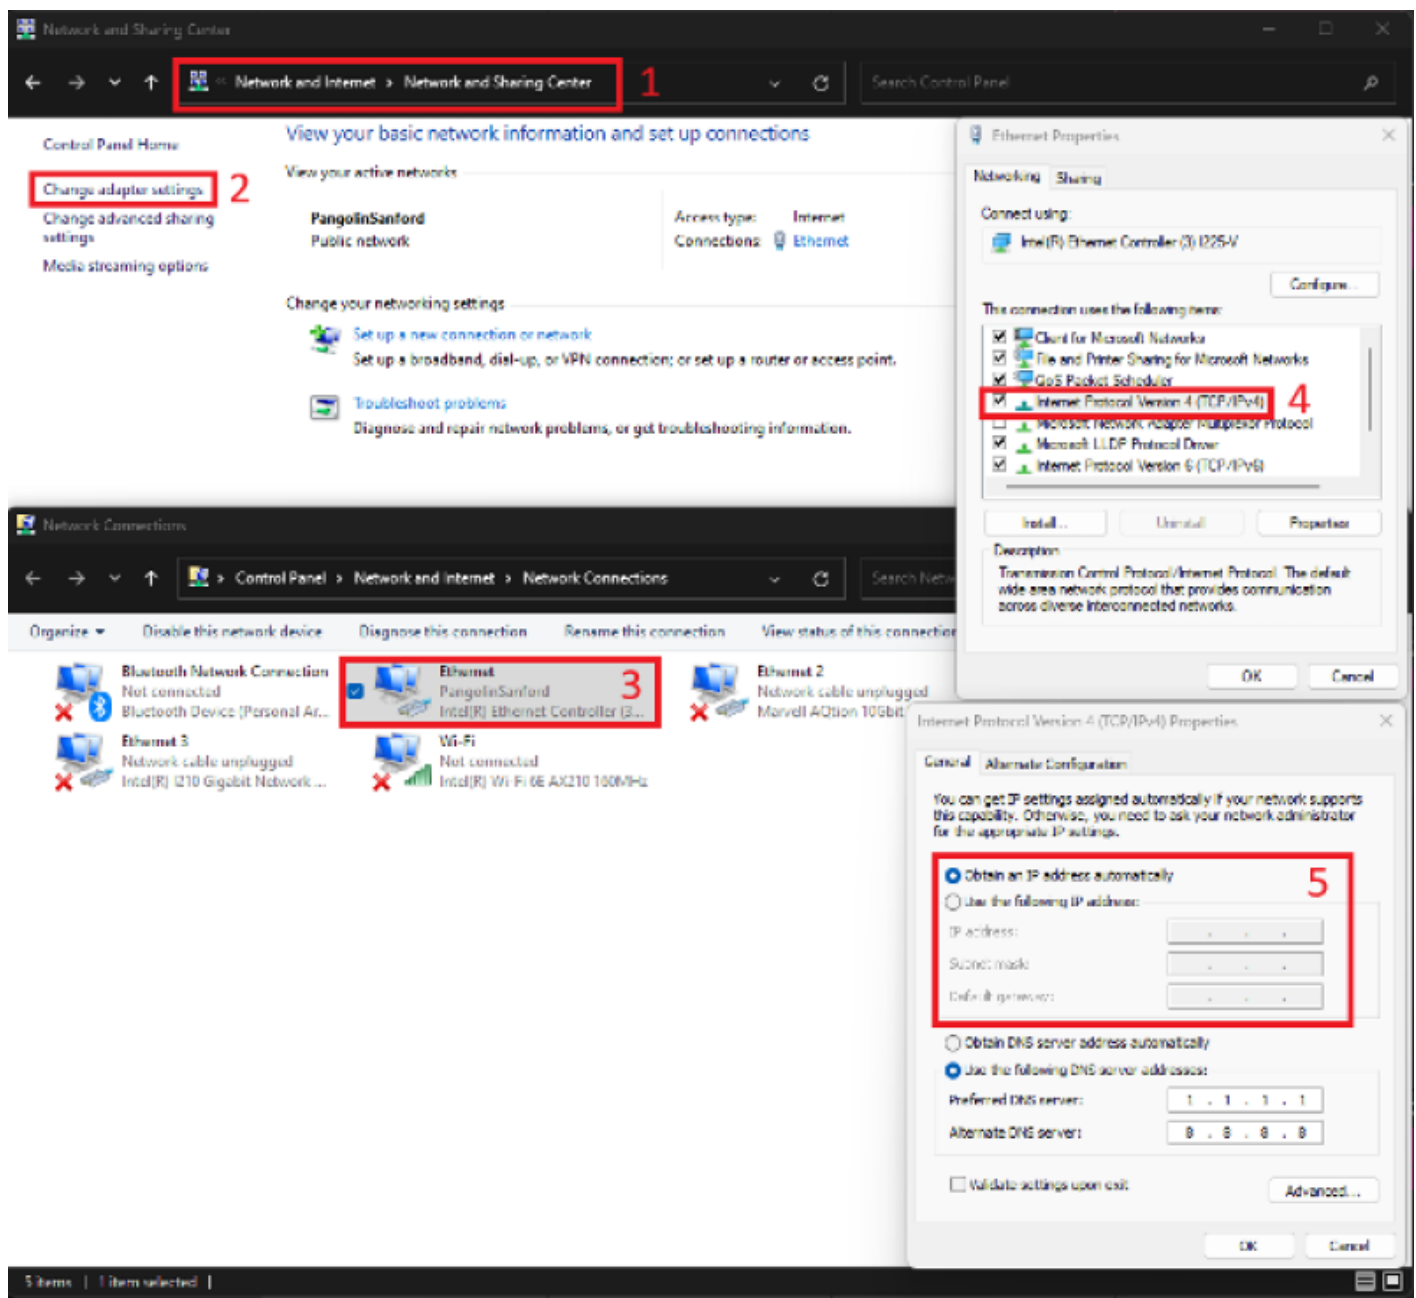 Network and Sharing Center
« Network and Internet > Network and Sharing Center
1
Search Control Panel
Control Panel Home
Change adapter settings
2
Change advanced sharing
settings
Media streaming options
View your basic network information and set up connections
View your active networks
PangolinSanford
Public network
Access type: Internet
Connections: Ethernet
Change your networking settings
Set up a new connection or network
Set up a broadband, dial-up, or VPN connection; or set up a router or access point.
Troubleshoot problems
Diagnose and repair network problems, or get troubleshooting information.
Ethernet Properties
Networking Sharing
Connect using:
Intel(R) Ethernet Controller (3) I225-V
Configure...
This connection uses the following items:
Client for Microsoft Networks
File and Printer Sharing for Microsoft Networks
QoS Packet Scheduler
Internet Protocol Version 4 (TCP/IPv4)
4
Microsoft Network Adapter Multiplexor Protocol
Microsoft LLDP Protocol Driver
Internet Protocol Version 6 (TCP/IPv6)
Install... Uninstall Properties
Description
Transmission Control Protocol/Internet Protocol. The default
wide area network protocol that provides communication
across diverse interconnected networks.
OK Cancel
Network Connections
> Control Panel > Network and Internet > Network Connections
Search Netw
Organize Disable this network device Diagnose this connection Rename this connection View status of this connection
Bluetooth Network Connection
Not connected
Bluetooth Device (Personal Ar...
Ethernet
PangolinSanford
Intel(R) Ethernet Controller (3...
3
Ethernet 2
Network cable unplugged
Marvell AQtion 10Gbit
Ethernet 3
Network cable unplugged
Intel(R) I210 Gigabit Network ...
Wi-Fi
Not connected
Intel(R) Wi-Fi 6E AX210 160MHz
Internet Protocol Version 4 (TCP/IPv4) Properties
General Alternate Configuration
You can get IP settings assigned automatically if your network supports
this capability. Otherwise, you need to ask your network administrator
for the appropriate IP settings.
Obtain an IP address automatically
5
Use the following IP address:
IP address: . . .
Subnet mask: . . .
Default gateway: . . .
Obtain DNS server address automatically
Use the following DNS server addresses:
Preferred DNS server: 1 . 1 . 1 . 1
Alternate DNS server: 8 . 8 . 8 . 8
Validate settings upon exit
Advanced...
OK Cancel
5 items | 1 item selected |